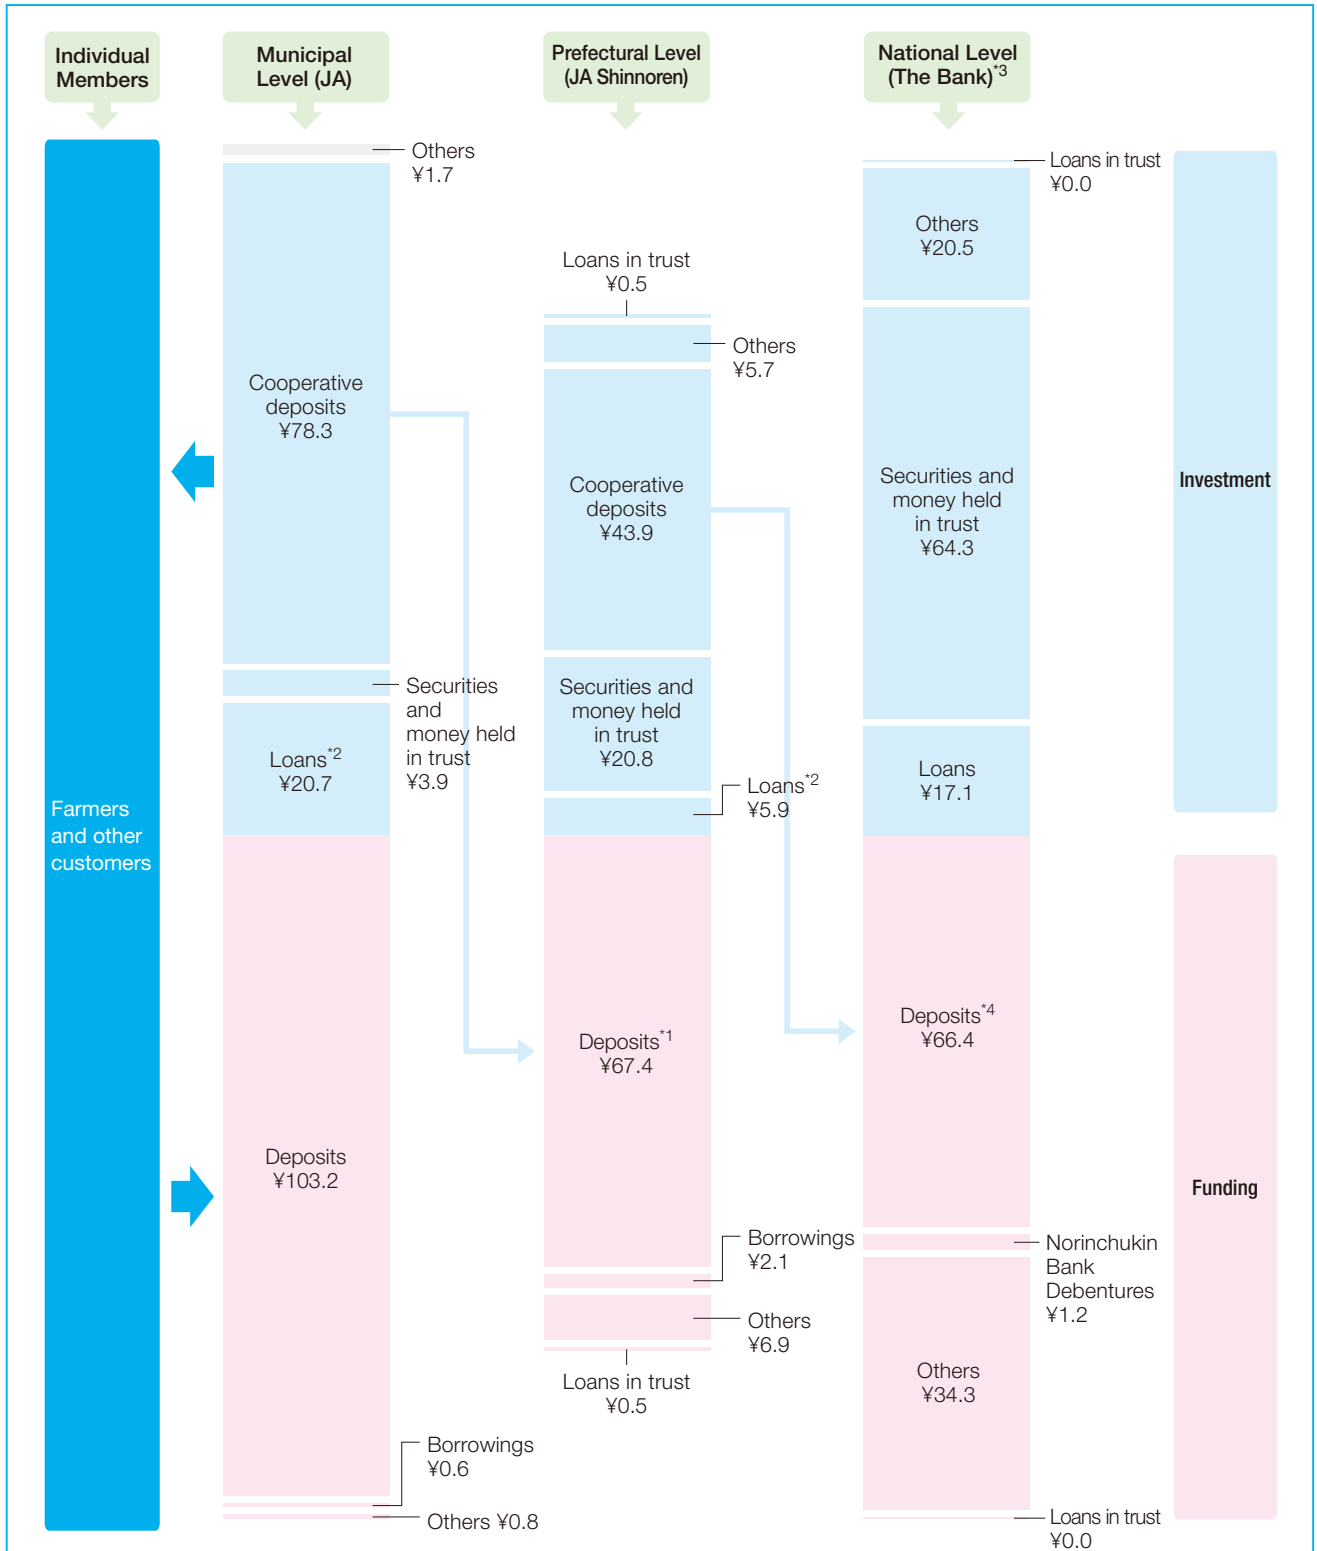 Individual
Members
Municipal
Level (JA)
Prefectural Level
(JA Shinnoren)
National Level
(The Bank)*3
Farmers
and other
customers
Others
¥1.7
Cooperative
deposits
¥78.3
Securities
and
money held
in trust
¥3.9
Loans*2
¥20.7
Deposits
¥103.2
Borrowings
¥0.6
Others ¥0.8
Loans in trust
¥0.5
Others
¥5.7
Cooperative
deposits
¥43.9
Securities and
money held
in trust
¥20.8
Loans*2
¥5.9
Deposits*1
¥67.4
Borrowings
¥2.1
Others
¥6.9
Loans in trust
¥0.5
Loans in trust
¥0.0
Others
¥20.5
Securities and
money held
in trust
¥64.3
Loans
¥17.1
Deposits*4
¥66.4
Norinchukin
Bank
Debentures
¥1.2
Others
¥34.3
Loans in trust
¥0.0
Investment
Funding